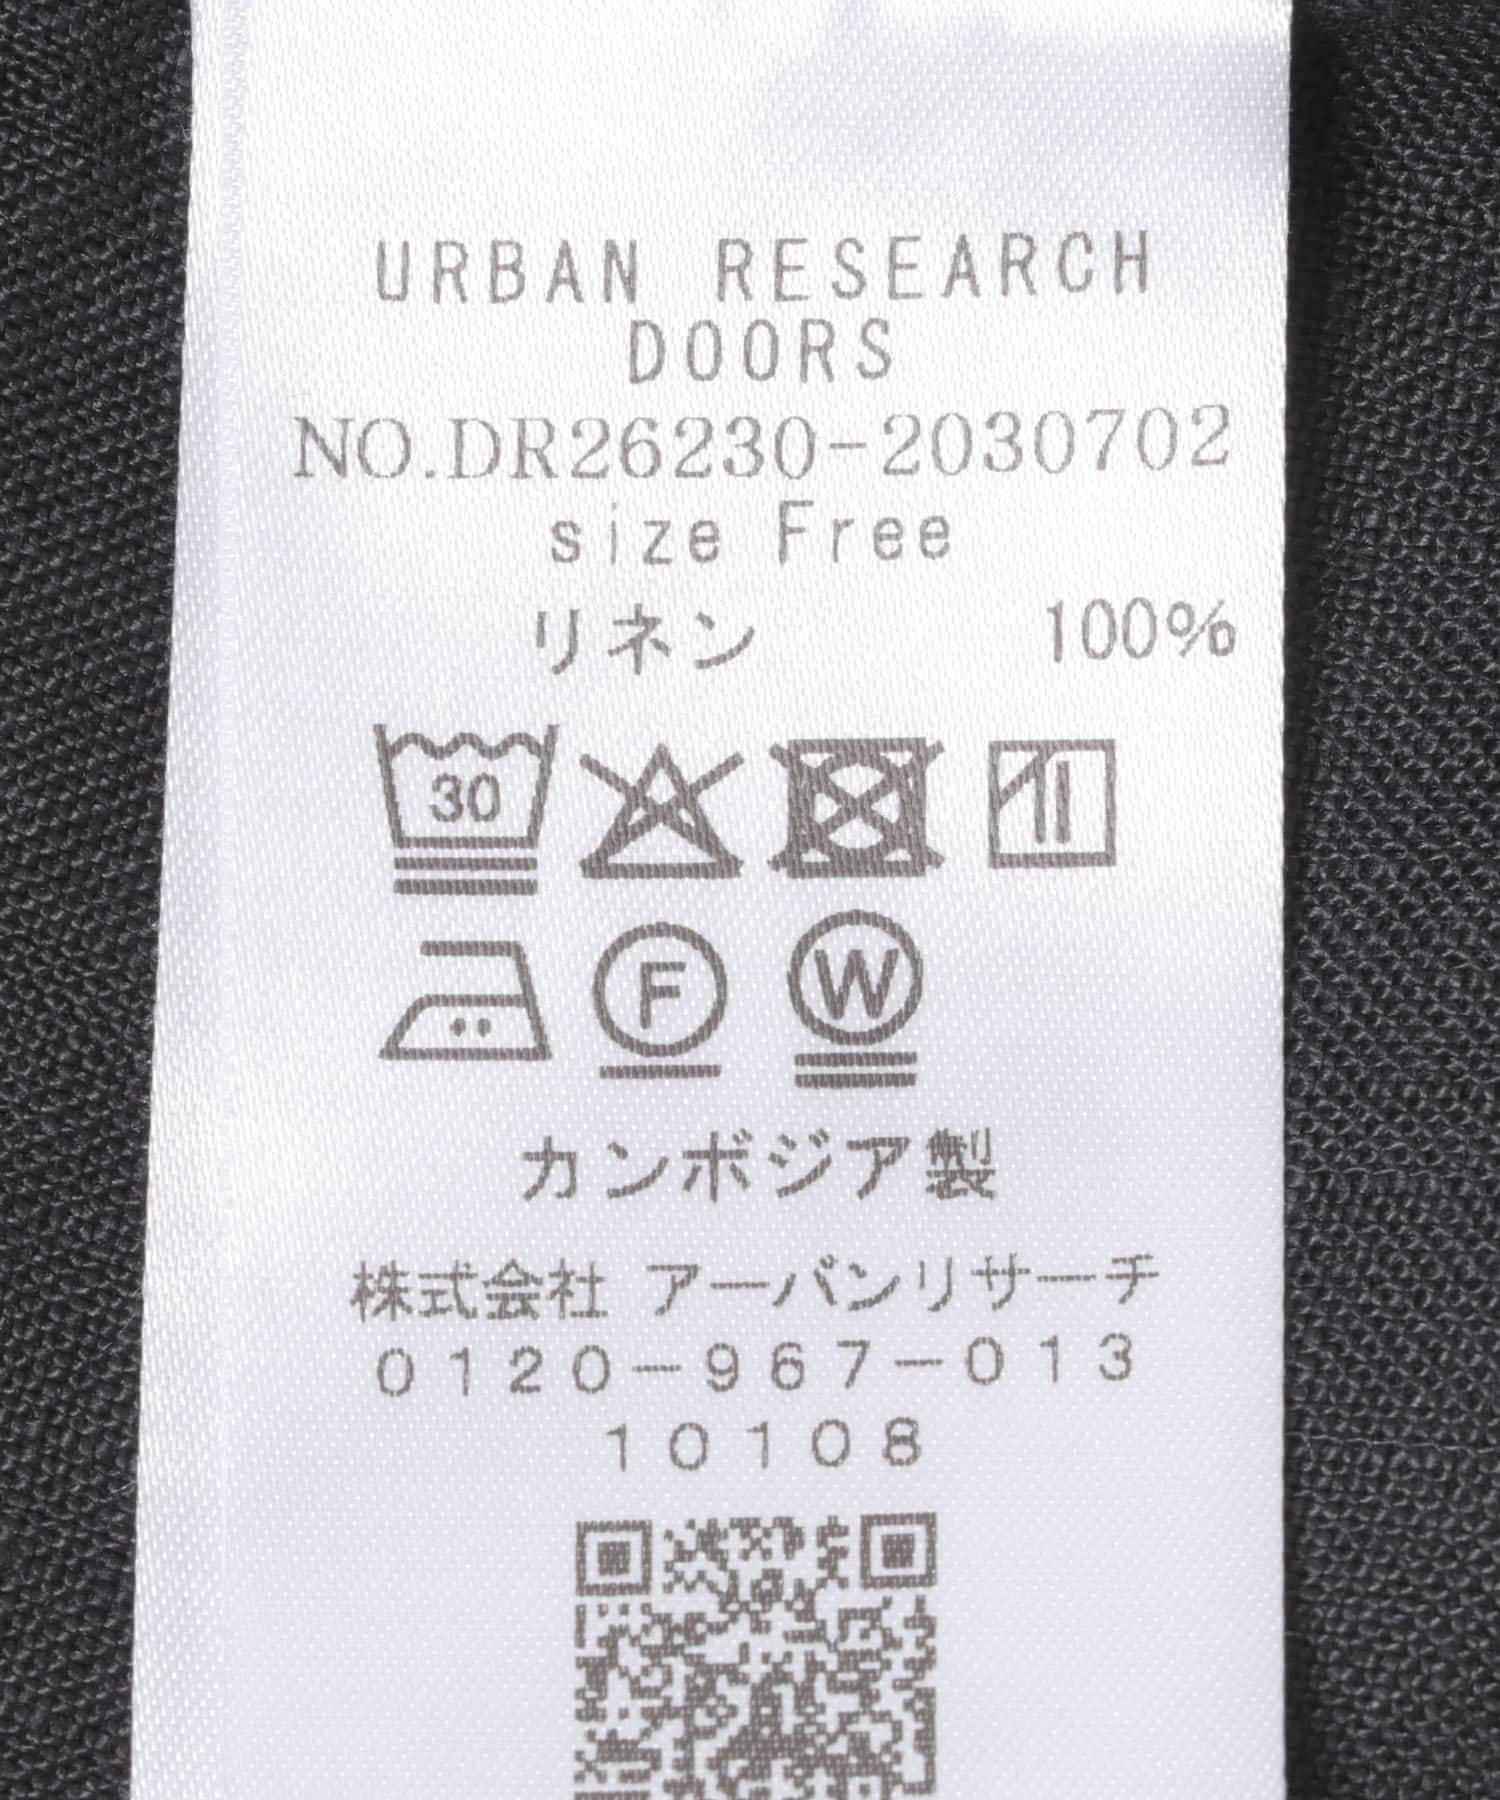 URBAN RESEARCH
DOORS
NO.DR26230-2030702
size Free
リネン 100%
30
F W
カンボジア製
株式会社 アーバンリサーチ
0120-967-013
10108